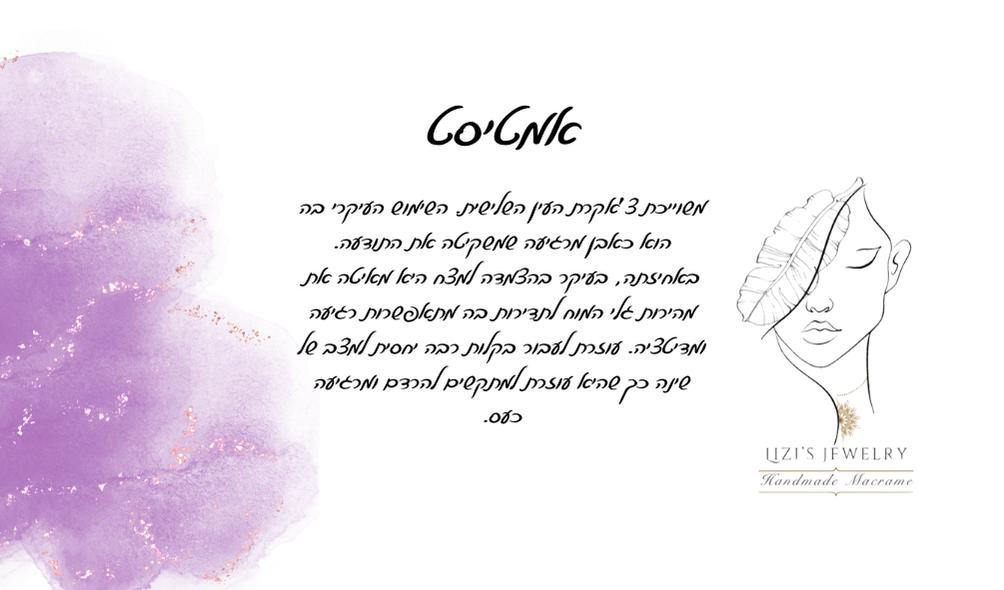 אמטיסט
משוייכת לצ'אקרת העין השלישית. השימוש העיקרי בה
הוא כאבן מרגיעה שמשקיטה את התודעה.
באחיזתה, בעיקר בהצמדה למצח היא מאיטה את
מהירות גלי המוח לתדירות בה מתאפשרות רגיעה
ומדיטציה. עוזרת לעבור בקלות רבה יחסית למצב של
שינה כך שהיא עוזרת למתקשים להרדם ומרגיעה
כעס.
LIZI'S JEWELRY
Handmade Macrame